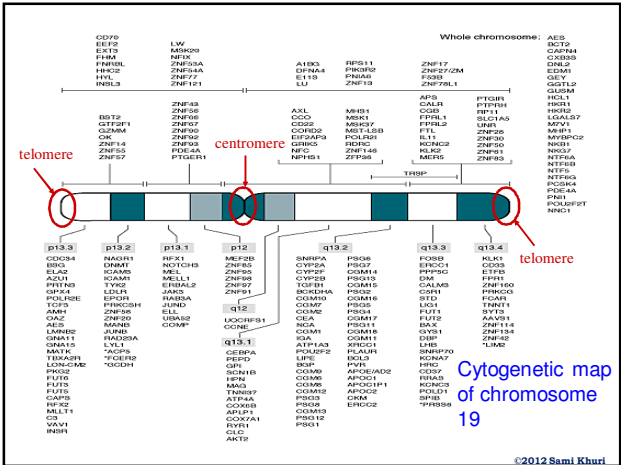 Whole chromosome:
AES
BCT2
CAPN4
CXB3S
DNL2
EDM1
GEY
GGTL2
GUSM
HCL1
HKR1
HKR2
LGALS7
M7V1
MHP1
MYBPC2
NKB1
NKG7
NTF6A
NTF6B
NTF5
NTF6G
PCSK4
PDE4A
PNI1
POU2F2T
NNC1
CD70
EEF2
EXT3
FHM
FNRBL
HHC2
HYL
INSL3
LW
MSK20
NFIX
ZNF53A
ZNF54A
ZNF77
ZNF121
A1BG
DFNA4
E11S
LU
RPS11
PIK3R2
PNIA6
ZNF13
ZNF17
ZNF27/ZM
F53B
ZNF78L1
BST2
GTF2F1
GZMM
OK
ZNF14
ZNF55
ZNF57
ZNF43
ZNF56
ZNF66
ZNF67
ZNF90
ZNF92
ZNF93
PDE4A
PTGER1
AXL
CCO
CD22
CORD2
EIF2AP3
GRIK5
NFC
NPHS1
MHS1
MSK1
MSK37
MST-LSB
POLR2I
RDRC
ZNF146
ZFP36
APS
CALR
CGB
FPRL1
FPRL2
FTL
IL11
KCNC2
KLK2
MER5
PTGIR
PTPRH
RP11
SLC1A5
UNR
ZNF28
ZNF30
ZNF50
ZNF61
ZNF83
TRSP
telomere
centromere
telomere
p13.3
CDC34
BSG
ELA2
AZU1
PRTN3
GPX4
POLR2E
TCF3
AMH
OAZ
AES
LMNB2
GNA11
GNA15
MATK
TBXA2R
LON-CM2
PKG2
FUT6
FUT3
FUT5
CAPS
RFX2
MLLT1
C3
VAV1
INSR
p13.2
NAGR1
DNMT
ICAM3
ICAM1
TYK2
LDLR
EPOR
PRKCSH
ZNF58
ZNF20
MANB
JUNB
RAD23A
LYL1
*ACP5
*FCER2
*GCDH
p13.1
RFX1
NOTCH3
MEL
MELL1
ERBAL2
JAK3
RAB3A
JUND
ELL
UBA52
COMP
p12
MEF2B
ZNF85
ZNF95
ZNF98
ZNF97
ZNF91
q12
UQCRFS1
CCNE
q13.1
CEBPA
PEPD
GPI
SCN1B
HPN
MAG
TNNI3?
ATP4A
COX6B
APLP1
COX7A1
RYR1
CLC
AKT2
q13.2
SNRPA
CYP2A
CYP2F
CYP2B
TGFB1
BCKDHA
CGM10
CGM7
CGM2
CEA
NCA
CGM1
IGA
ATP1A3
POU2F2
LIPE
BGP
CGM9
CGM6
CGM8
PSG3
PSG8
CGM13
PSG12
PSG1
PSG6
PSG7
CGM14
PSG13
CGM15
PSG2
CGM16
PSG5
PSG4
CGM17
PSG11
CGM18
CGM11
XRCC1
PLAUR
BCL3
PVR
APOE/AD2
APOC1
APOC1P1
APOC2
CKM
ERCC2
q13.3
FOSB
ERCC1
PPP5C
DM
CALM3
C5R1
STD
LIG1
FUT1
FUT2
BAX
GYS1
DBP
LHB
SNRP70
KCNA7
HRC
CD37
RRAS
KCNC3
POLD1
SPIB
*PRSS6
q13.4
KLK1
CD33
ETFB
FPR1
ZNF160
PRKCG
FCAR
TNNT1
SYT3
AAVS1
ZNF114
ZNF134
ZNF42
*LIM2
Cytogenetic map
of chromosome
19
©2012 Sami Khuri